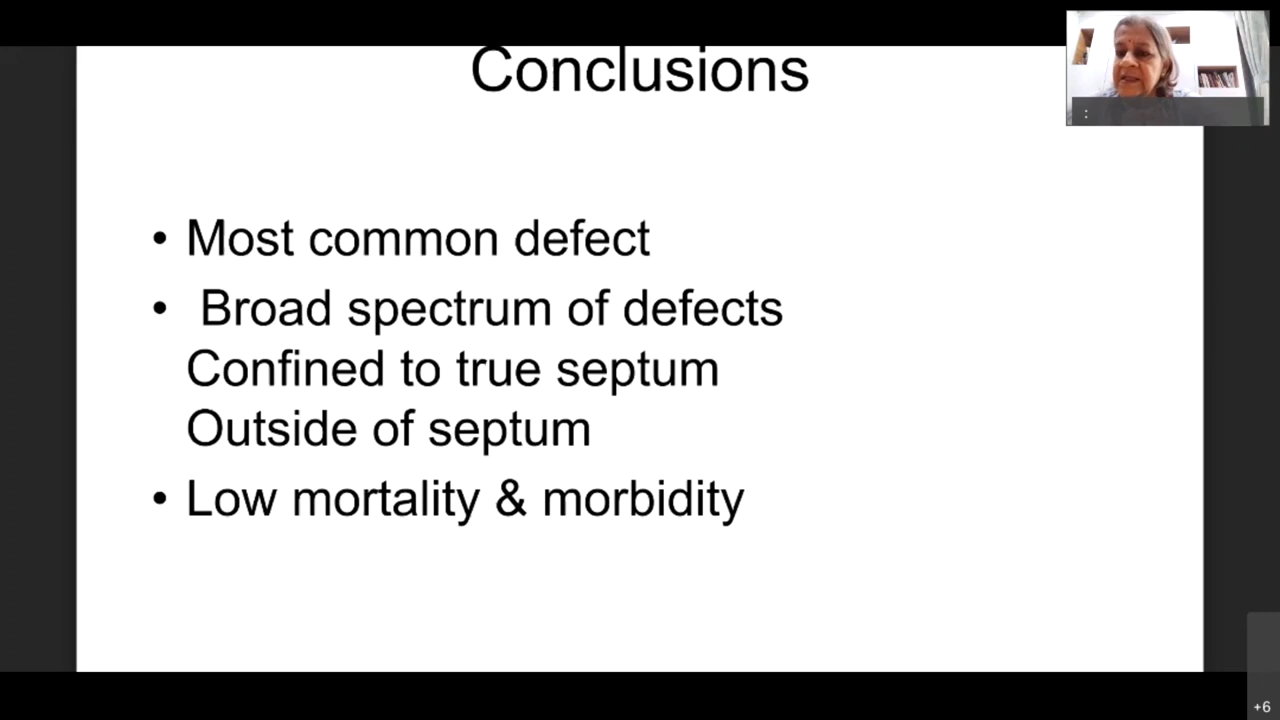 Conclusions
• Most common defect
• Broad spectrum of defects
Confined to true septum
Outside of septum
• Low mortality & morbidity
:
+6